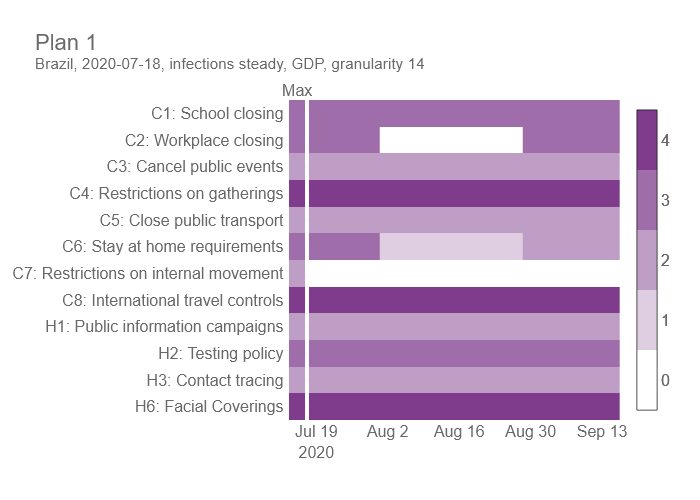 Plan 1
Brazil, 2020-07-18, infections steady, GDP, granularity 14
Max
C1: School closing
C2: Workplace closing
C3: Cancel public events
C4: Restrictions on gatherings
C5: Close public transport
C6: Stay at home requirements
C7: Restrictions on internal movement
C8: International travel controls
H1: Public information campaigns
H2: Testing policy
H3: Contact tracing
H6: Facial Coverings
Jul 19 Aug 2 Aug 16 Aug 30 Sep 13
2020
4
3
2
1
0